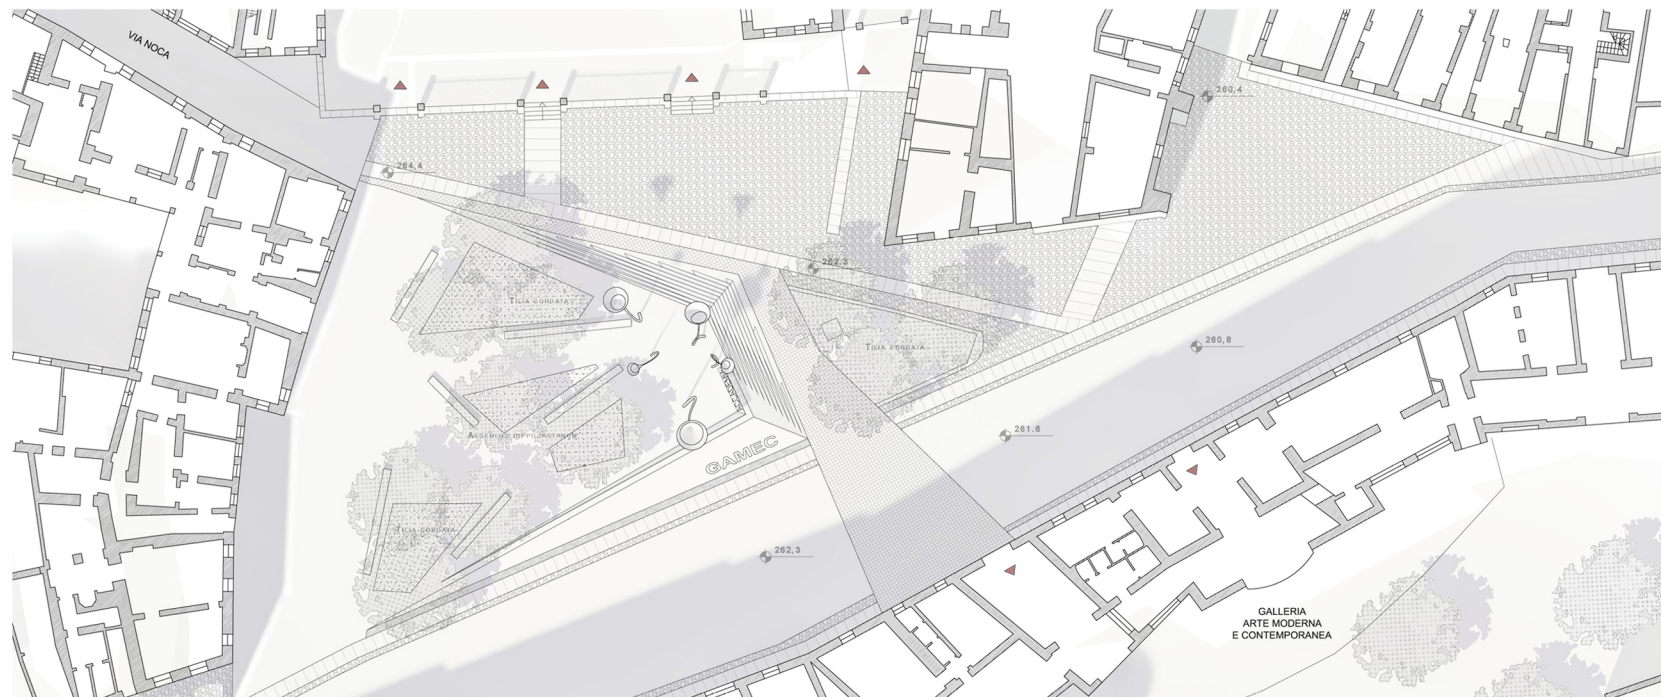 VIA NOCA
260,4
264,4
262,3
TILIA CORDATA
TILIA CORDATA
260,8
AESCULUS HIPPOCASTANUM
261.6
GAMEC
TILIA CORDATA
262,3
GALLERIA
ARTE MODERNA
E CONTEMPORANEA